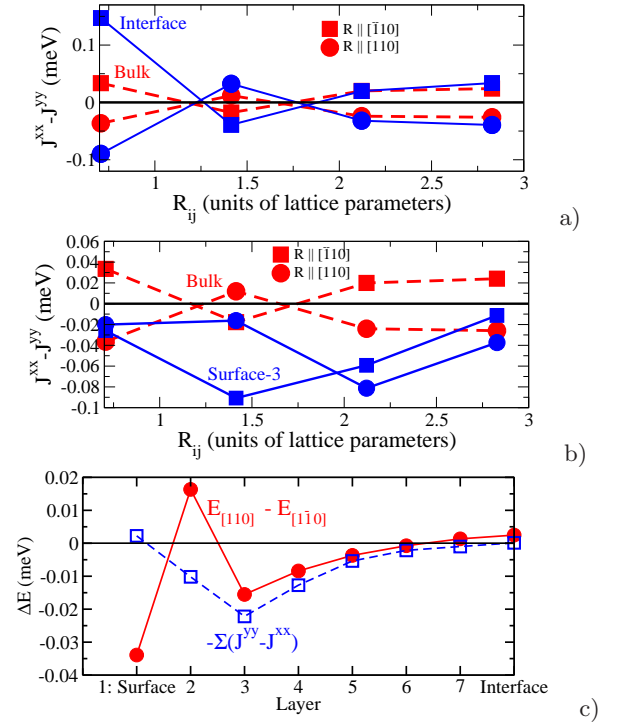 0.1
0
-0.1
J^xx-J^yy (meV)
Interface
Bulk
R || [1̄10]
R || [110]
1 1.5 2 2.5 3
R_ij (units of lattice parameters)
a)
0.06
0.04
0.02
0
-0.02
-0.04
-0.06
-0.08
-0.1
J^xx-J^yy (meV)
Bulk
R || [1̄10]
R || [110]
Surface-3
1 1.5 2 2.5 3
R_ij (units of lattice parameters)
b)
0.02
0.01
0
-0.01
-0.02
-0.03
-0.04
ΔE (meV)
E_[110] - E_[11̄0]
-Σ(J^yy-J^xx)
1: Surface 2 3 4 5 6 7 Interface
Layer
c)